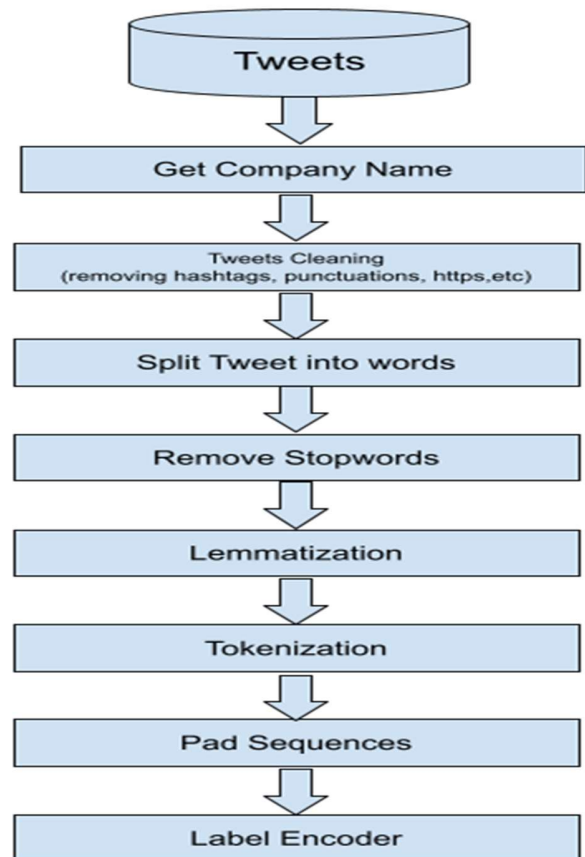 Tweets
Get Company Name
Tweets Cleaning
(removing hashtags, punctuations, https,etc)
Split Tweet into words
Remove Stopwords
Lemmatization
Tokenization
Pad Sequences
Label Encoder